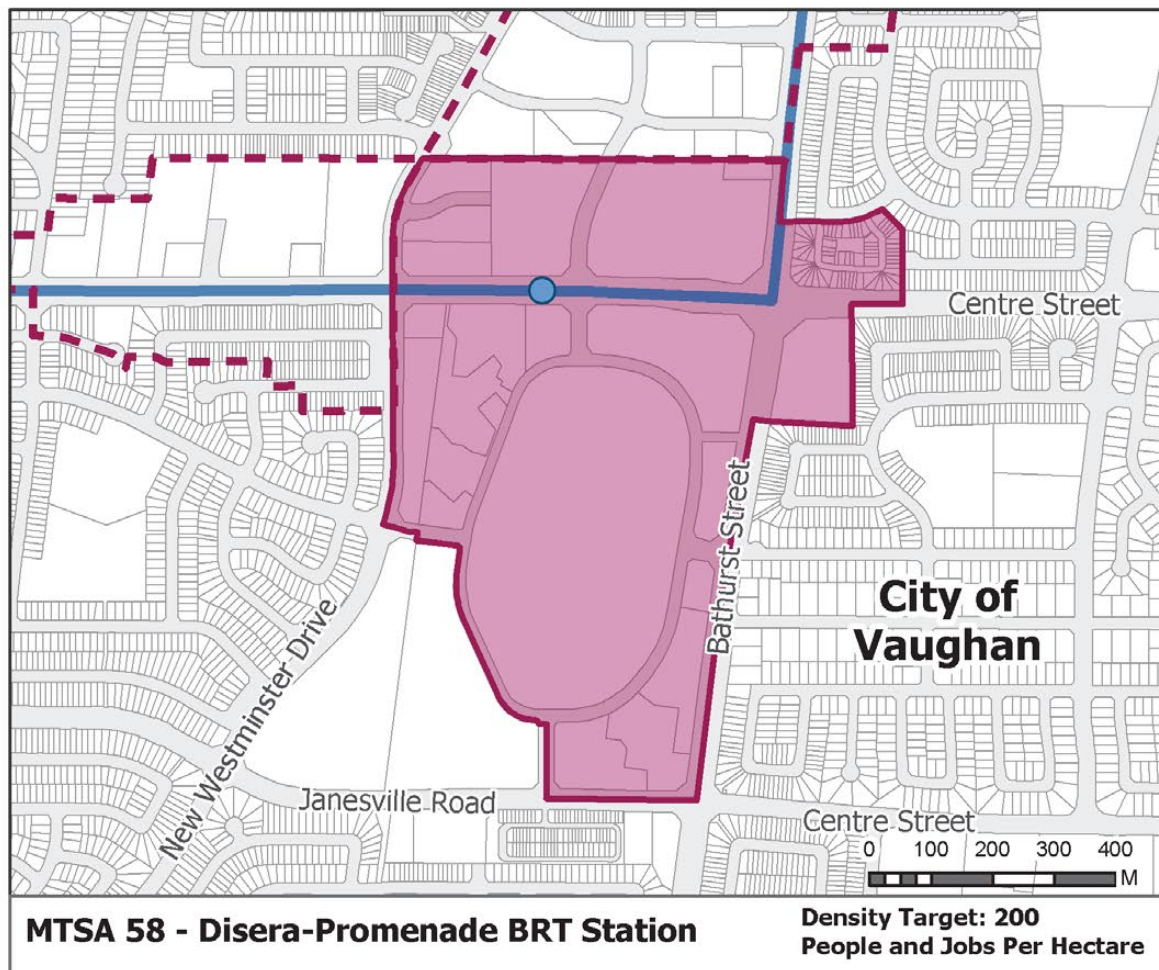 Centre Street
Bathurst Street
City of
Vaughan
New Westminster Drive
Janesville Road
Centre Street
0 100 200 300 400
M
MTSA 58 - Disera-Promenade BRT Station
Density Target: 200
People and Jobs Per Hectare